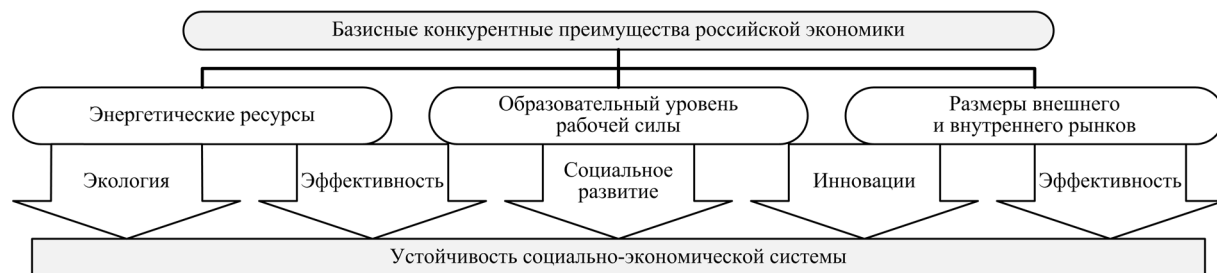 Базисные конкурентные преимущества российской экономики
Энергетические ресурсы
Образовательный уровень
рабочей силы
Размеры внешнего
и внутреннего рынков
Экология
Эффективность
Социальное
развитие
Инновации
Эффективность
Устойчивость социально-экономической системы